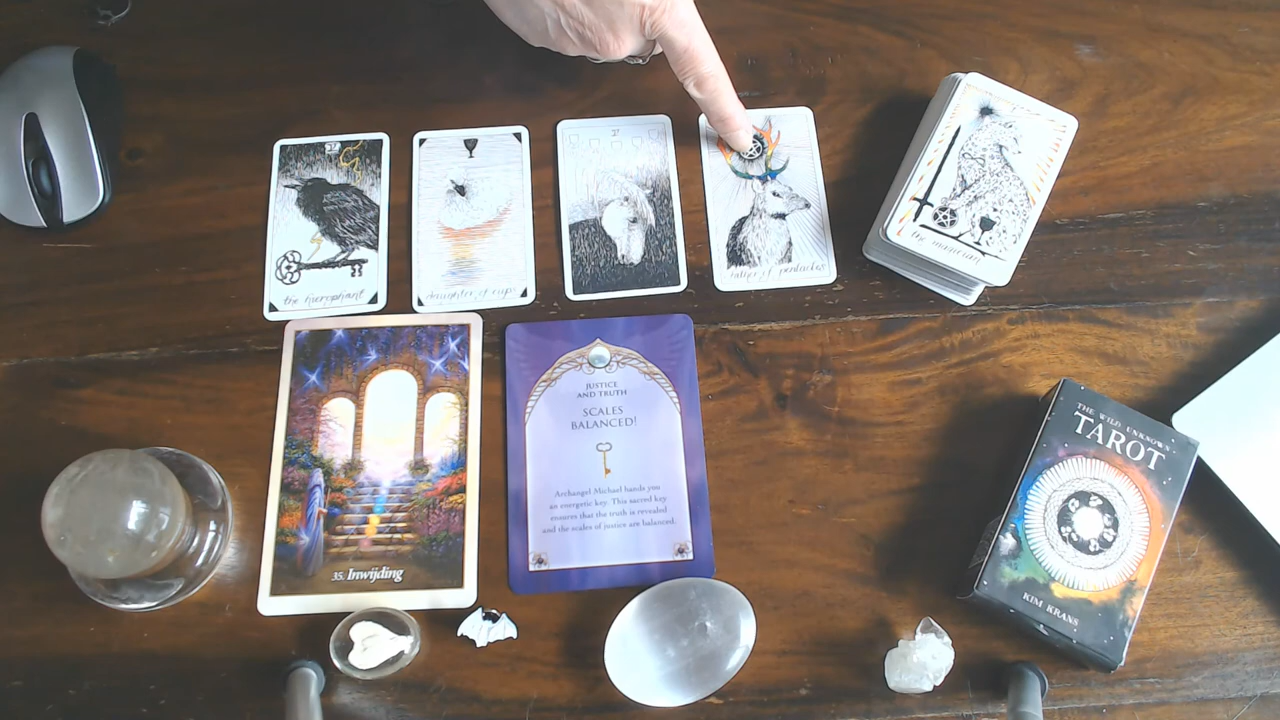 the hierophant
daughter of cups
father of pentacles
the magician
35. Inwijding
JUSTICE
AND TRUTH
SCALES
BALANCED!
Archangel Michael hands you
an energetic key. This sacred key
ensures that the truth is revealed
and the scales of justice are balanced.
THE WILD UNKNOWN
TAROT
KIM KRANS